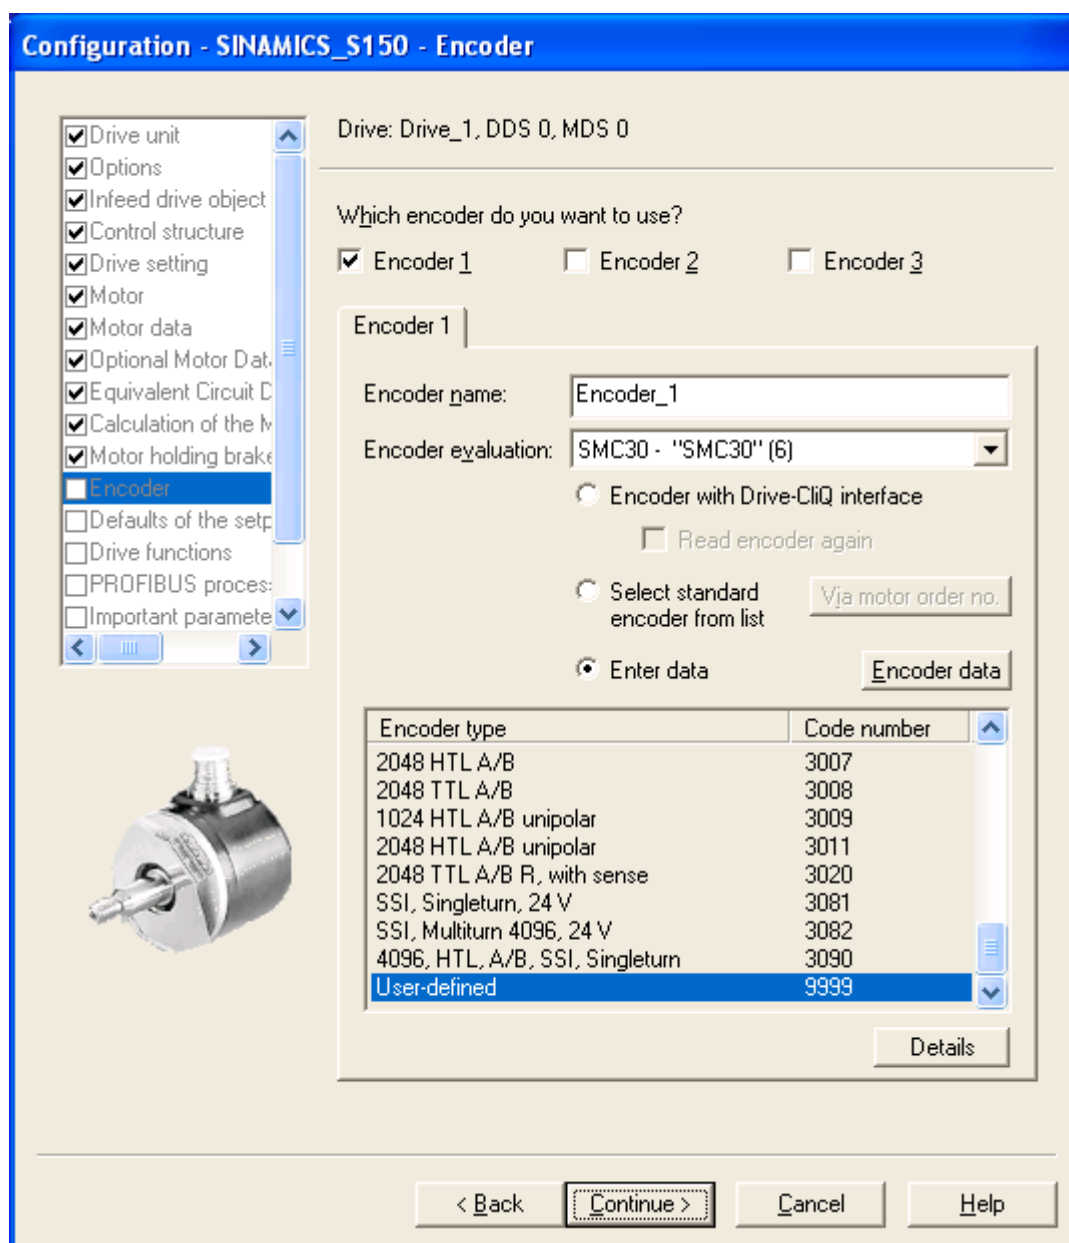 Configuration - SINAMICS_S150 - Encoder
Drive unit
Options
Infeed drive object
Control structure
Drive setting
Motor
Motor data
Optional Motor Dat
Equivalent Circuit D
Calculation of the M
Motor holding brake
Encoder
Defaults of the setp
Drive functions
PROFIBUS proces
Important paramete
Drive: Drive_1, DDS 0, MDS 0
Which encoder do you want to use?
Encoder 1 Encoder 2 Encoder 3
Encoder 1
Encoder name: Encoder_1
Encoder evaluation: SMC30 - "SMC30" (6)
Encoder with Drive-CliQ interface
Read encoder again
Select standard
encoder from list
Via motor order no.
Enter data Encoder data
Encoder type Code number
2048 HTL A/B 3007
2048 TTL A/B 3008
1024 HTL A/B unipolar 3009
2048 HTL A/B unipolar 3011
2048 TTL A/B R, with sense 3020
SSI, Singleturn, 24 V 3081
SSI, Multiturn 4096, 24 V 3082
4096, HTL, A/B, SSI, Singleturn 3090
User-defined 9999
Details
< Back Continue > Cancel Help